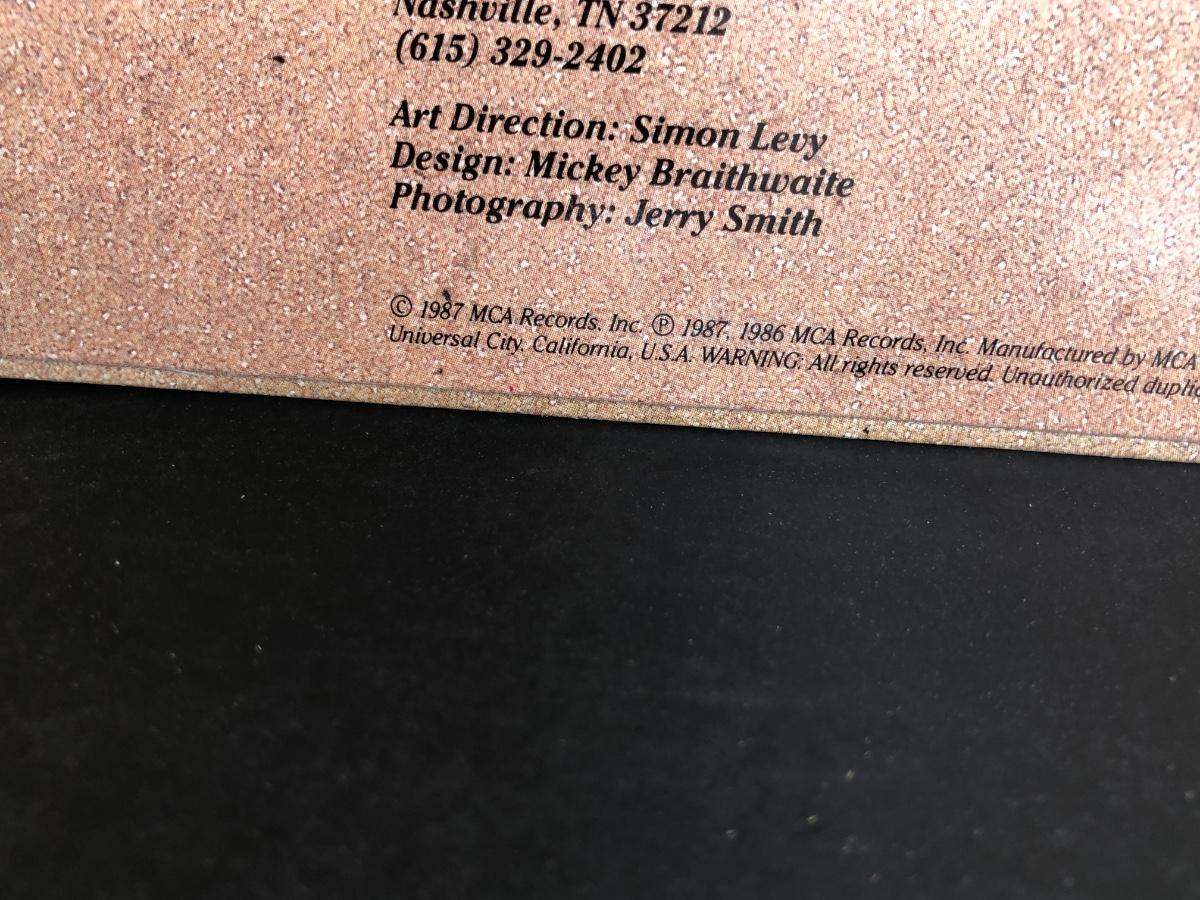 Nashville, TN 37212
(615) 329-2402
Art Direction: Simon Levy
Design: Mickey Braithwaite
Photography: Jerry Smith
© 1987 MCA Records, Inc. ℗ 1987, 1986 MCA Records, Inc. Manufactured by MCA
Universal City, California, U.S.A. WARNING: All rights reserved. Unauthorized